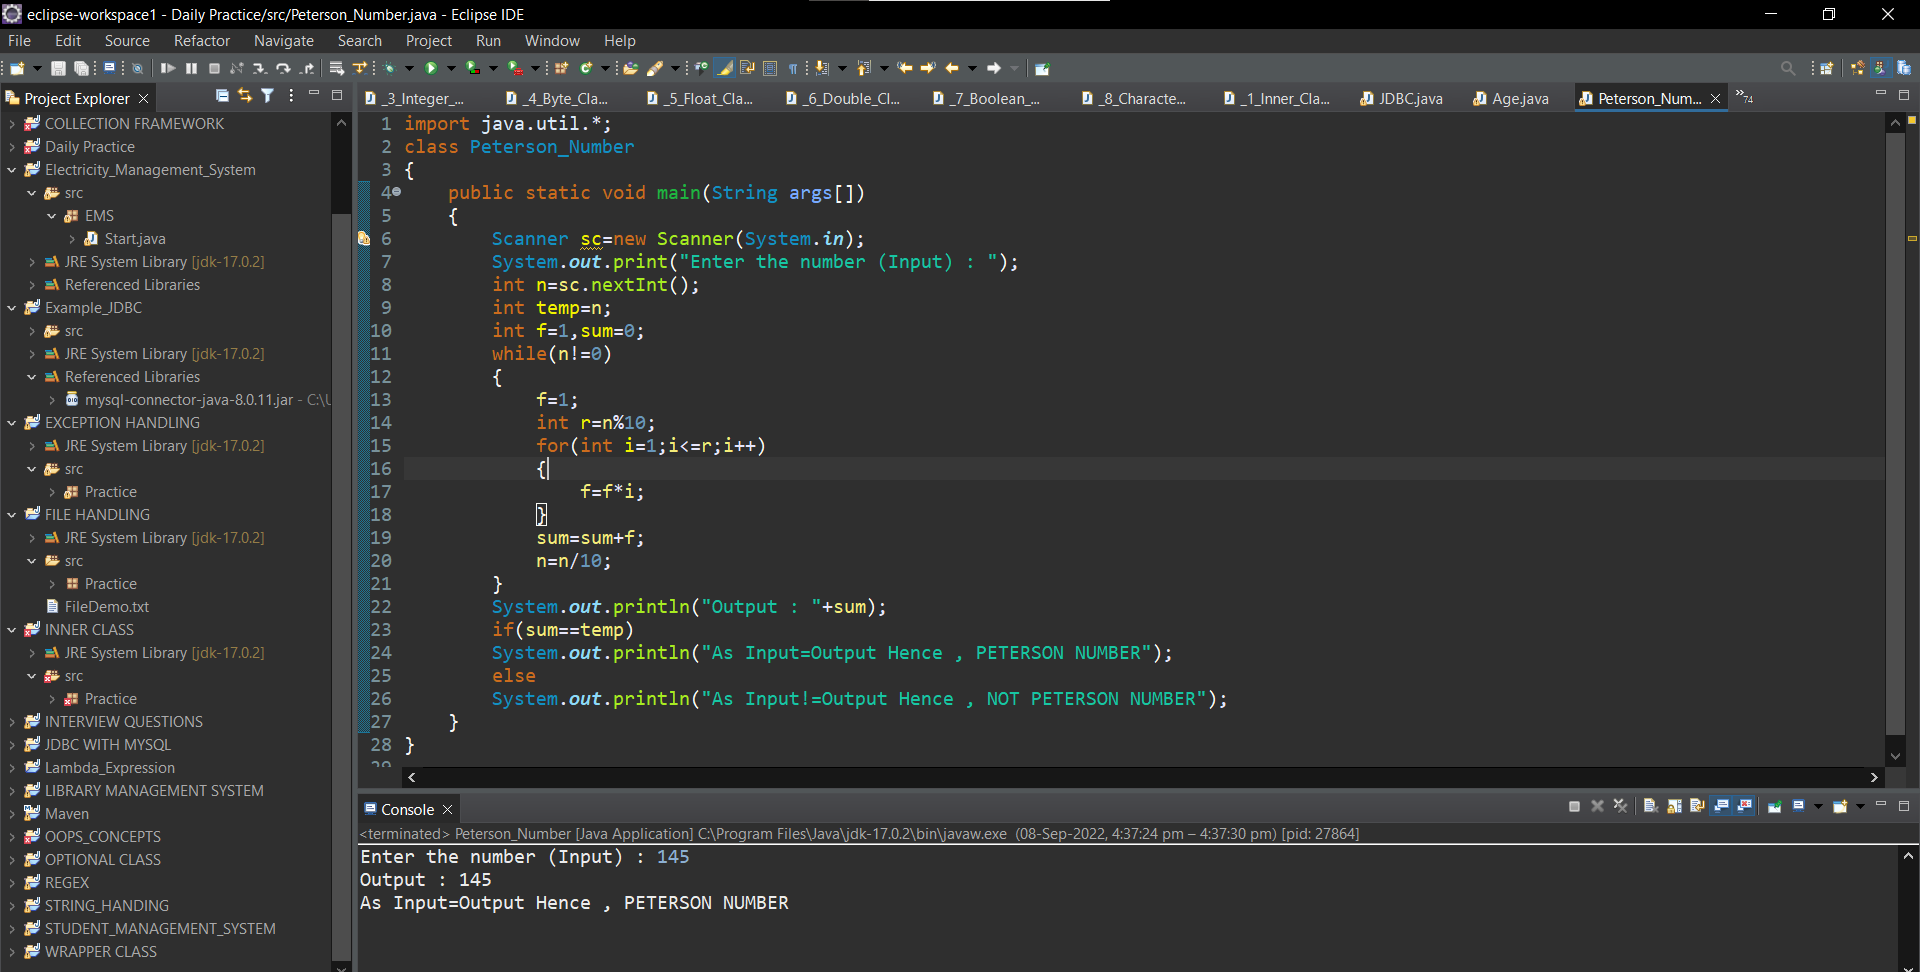 eclipse-workspace1 - Daily Practice/src/Peterson_Number.java - Eclipse IDE
File Edit Source Refactor Navigate Search Project Run Window Help
Project Explorer
_3_Integer_... _4_Byte_Cla... _5_Float_Cla... _6_Double_Cl... _7_Boolean_... _8_Characte... _1_Inner_Cla... JDBC.java Age.java Peterson_Num... »74
COLLECTION FRAMEWORK
Daily Practice
Electricity_Management_System
src
EMS
Start.java
JRE System Library [jdk-17.0.2]
Referenced Libraries
Example_JDBC
src
JRE System Library [jdk-17.0.2]
Referenced Libraries
mysql-connector-java-8.0.11.jar - C:\U
EXCEPTION HANDLING
JRE System Library [jdk-17.0.2]
src
Practice
FILE HANDLING
JRE System Library [jdk-17.0.2]
src
Practice
FileDemo.txt
INNER CLASS
JRE System Library [jdk-17.0.2]
src
Practice
INTERVIEW QUESTIONS
JDBC WITH MYSQL
Lambda_Expression
LIBRARY MANAGEMENT SYSTEM
Maven
OOPS_CONCEPTS
OPTIONAL CLASS
REGEX
STRING_HANDING
STUDENT_MANAGEMENT_SYSTEM
WRAPPER CLASS
1 import java.util.*;
2 class Peterson_Number
3 {
4 public static void main(String args[])
5 {
6 Scanner sc=new Scanner(System.in);
7 System.out.print("Enter the number (Input) : ");
8 int n=sc.nextInt();
9 int temp=n;
10 int f=1,sum=0;
11 while(n!=0)
12 {
13 f=1;
14 int r=n%10;
15 for(int i=1;i<=r;i++)
16 {
17 f=f*i;
18 }
19 sum=sum+f;
20 n=n/10;
21 }
22 System.out.println("Output : "+sum);
23 if(sum==temp)
24 System.out.println("As Input=Output Hence , PETERSON NUMBER");
25 else
26 System.out.println("As Input!=Output Hence , NOT PETERSON NUMBER");
27 }
28 }
29
Console
<terminated> Peterson_Number [Java Application] C:\Program Files\Java\jdk-17.0.2\bin\javaw.exe (08-Sep-2022, 4:37:24 pm – 4:37:30 pm) [pid: 27864]
Enter the number (Input) : 145
Output : 145
As Input=Output Hence , PETERSON NUMBER